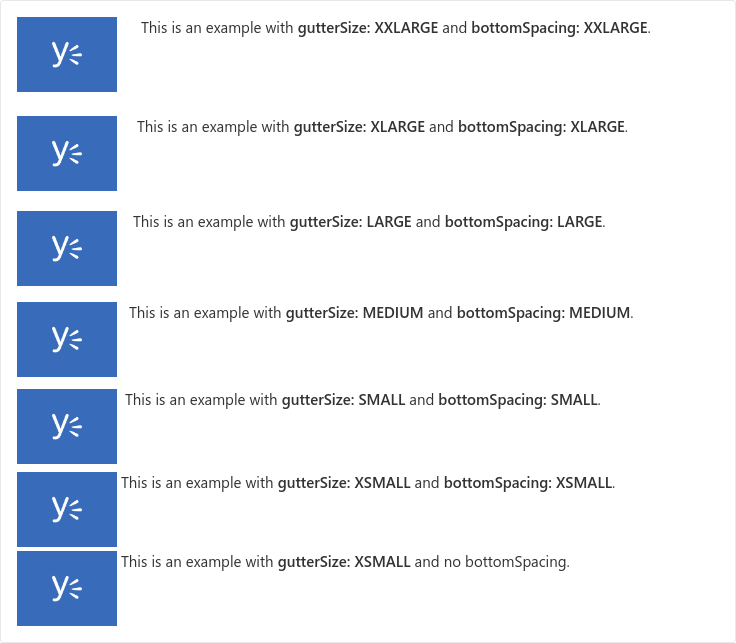 This is an example with gutterSize: XXLARGE and bottomSpacing: XXLARGE.
This is an example with gutterSize: XLARGE and bottomSpacing: XLARGE.
This is an example with gutterSize: LARGE and bottomSpacing: LARGE.
This is an example with gutterSize: MEDIUM and bottomSpacing: MEDIUM.
This is an example with gutterSize: SMALL and bottomSpacing: SMALL.
This is an example with gutterSize: XSMALL and bottomSpacing: XSMALL.
This is an example with gutterSize: XSMALL and no bottomSpacing.